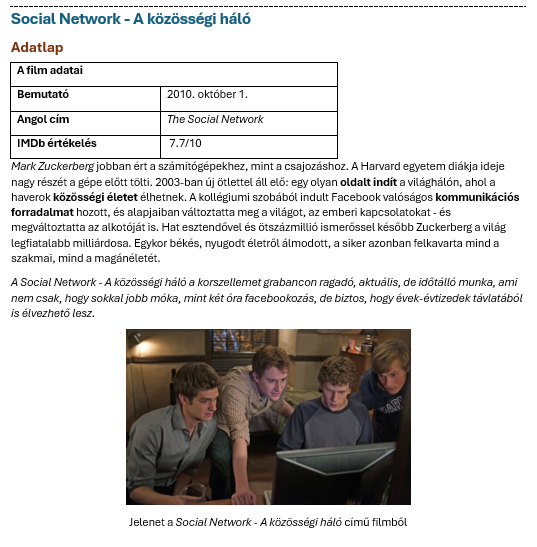 Social Network - A közösségi háló
Adatlap
A film adatai
Bemutató 2010. október 1.
Angol cím The Social Network
IMDb értékelés 7.7/10
Mark Zuckerberg jobban ért a számítógépekhez, mint a csajozáshoz. A Harvard egyetem diákja ideje
nagy részét a gépe előtt tölti. 2003-ban új ötlettel áll elő: egy olyan oldalt indít a világhálón, ahol a
haverok közösségi életet élhetnek. A kollégiumi szobából indult Facebook valóságos kommunikációs
forradalmat hozott, és alapjaiban változtatta meg a világot, az emberi kapcsolatokat - és
megváltoztatta az alkotóját is. Hat esztendővel és ötszázmillió ismerőssel később Zuckerberg a világ
legfiatalabb milliárdosa. Egykor békés, nyugodt életről álmodott, a siker azonban felkavarta mind a
szakmai, mind a magánéletét.
A Social Network - A közösségi háló a korszellemet grabancon ragadó, aktuális, de időtálló munka, ami
nem csak, hogy sokkal jobb móka, mint két óra facebookozás, de biztos, hogy évek-évtizedek távlatából
is élvezhető lesz.
Jelenet a Social Network - A közösségi háló című filmből